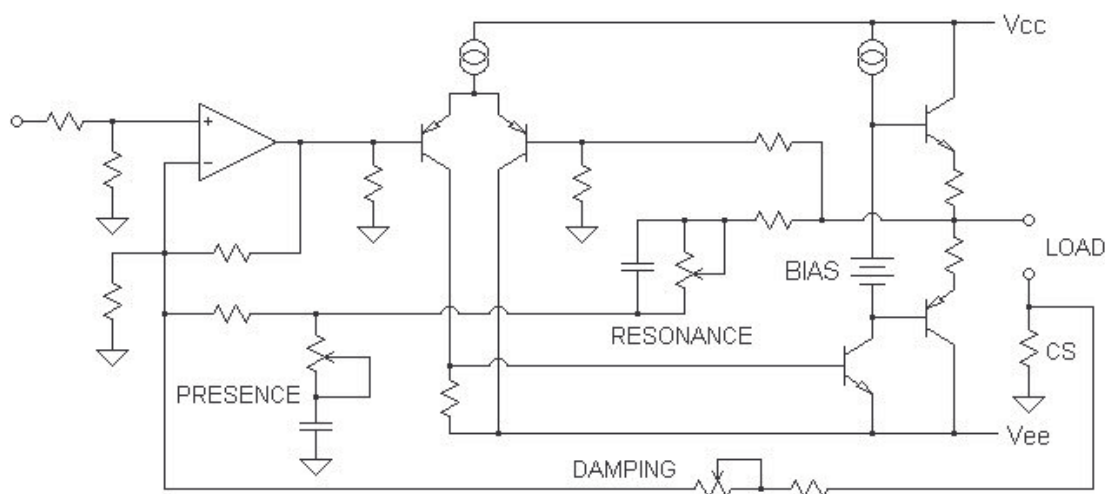 Vcc
+
−
LOAD
BIAS
RESONANCE
CS
PRESENCE
Vee
DAMPING